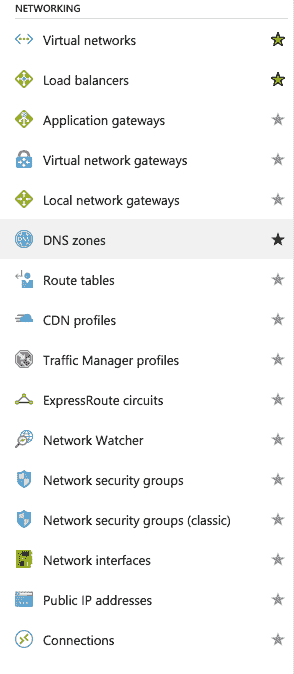 NETWORKING
Virtual networks
Load balancers
Application gateways
Virtual network gateways
Local network gateways
DNS zones
Route tables
CDN profiles
Traffic Manager profiles
ExpressRoute circuits
Network Watcher
Network security groups
Network security groups (classic)
Network interfaces
Public IP addresses
Connections